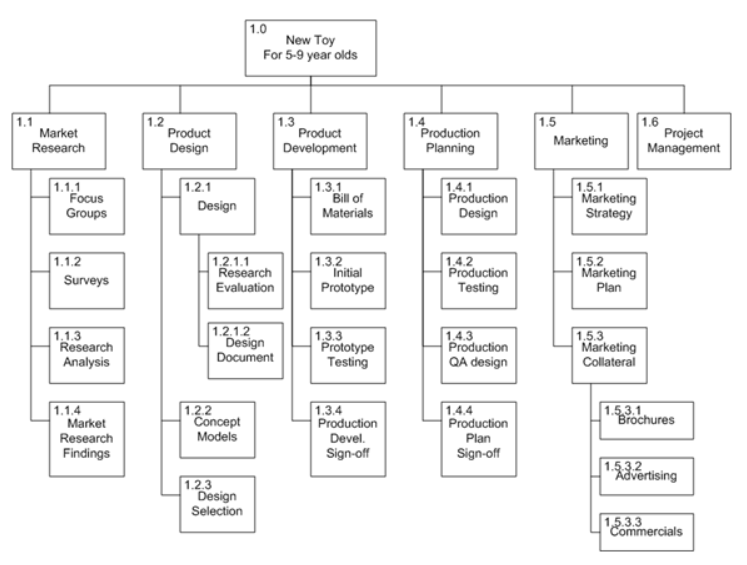 1.0
New Toy
For 5-9 year olds
1.1
Market
Research
1.2
Product
Design
1.3
Product
Development
1.4
Production
Planning
1.5
Marketing
1.6
Project
Management
1.1.1
Focus
Groups
1.1.2
Surveys
1.1.3
Research
Analysis
1.1.4
Market
Research
Findings
1.2.1
Design
1.2.1.1
Research
Evaluation
1.2.1.2
Design
Document
1.2.2
Concept
Models
1.2.3
Design
Selection
1.3.1
Bill of
Materials
1.3.2
Initial
Prototype
1.3.3
Prototype
Testing
1.3.4
Production
Devel.
Sign-off
1.4.1
Production
Design
1.4.2
Production
Testing
1.4.3
Production
QA design
1.4.4
Production
Plan
Sign-off
1.5.1
Marketing
Strategy
1.5.2
Marketing
Plan
1.5.3
Marketing
Collateral
1.5.3.1
Brochures
1.5.3.2
Advertising
1.5.3.3
Commercials